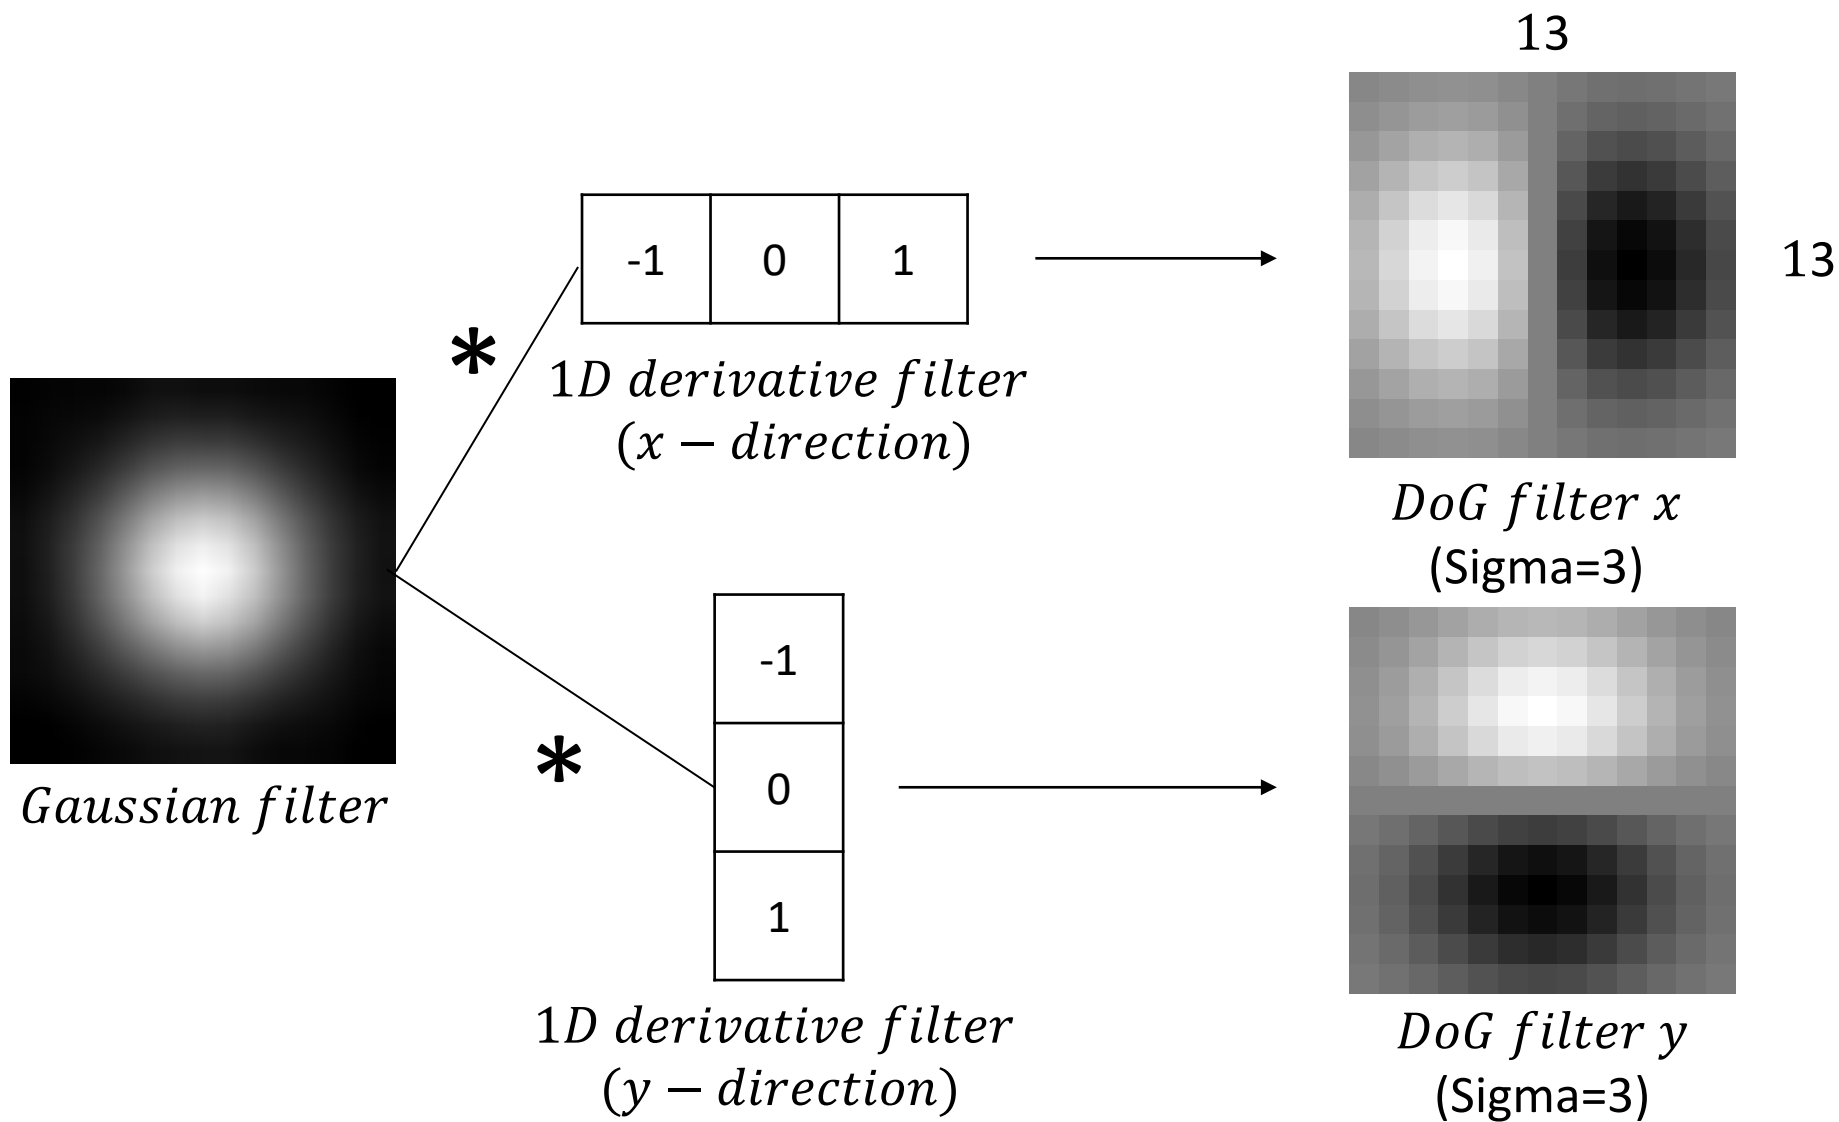 13
-1 0 1
13
*
1D derivative filter
(x − direction)
DoG filter x
(Sigma=3)
Gaussian filter
*
-1
0
1
1D derivative filter
(y − direction)
DoG filter y
(Sigma=3)